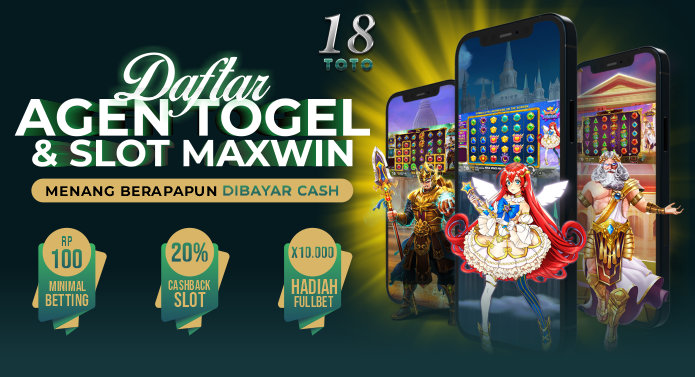 18
TOTO
Daftar
AGEN TOGEL
& SLOT MAXWIN
MENANG BERAPAPUN DIBAYAR CASH
RP
100
MINIMAL
BETTING
20%
CASHBACK
SLOT
X10.000
HADIAH
FULLBET